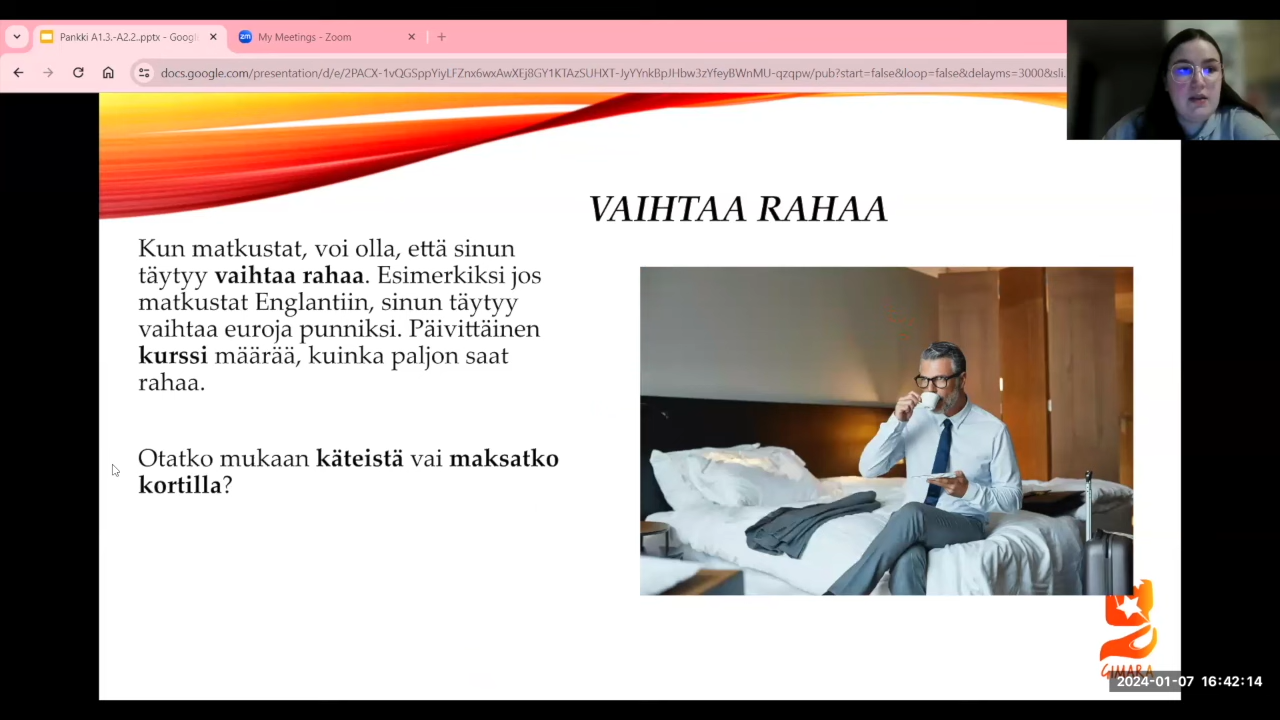 Pankki A1.3.-A2.2..pptx - Goog
My Meetings - Zoom
docs.google.com/presentation/d/e/2PACX-1vQGSppYiyLFZnx6wxAwXEj8GY1KTAzSUHXT-JyYYnkBpJHbw3zYfeyBWnMU-qzqpw/pub?start=false&loop=false&delayms=3000&sli.
VAIHTAA RAHAA
Kun matkustat, voi olla, että sinun
täytyy vaihtaa rahaa. Esimerkiksi jos
matkustat Englantiin, sinun täytyy
vaihtaa euroja punniksi. Päivittäinen
kurssi määrää, kuinka paljon saat
rahaa.
Otatko mukaan käteistä vai maksatko
kortilla?
GIMARA
2024-01-07 16:42:14